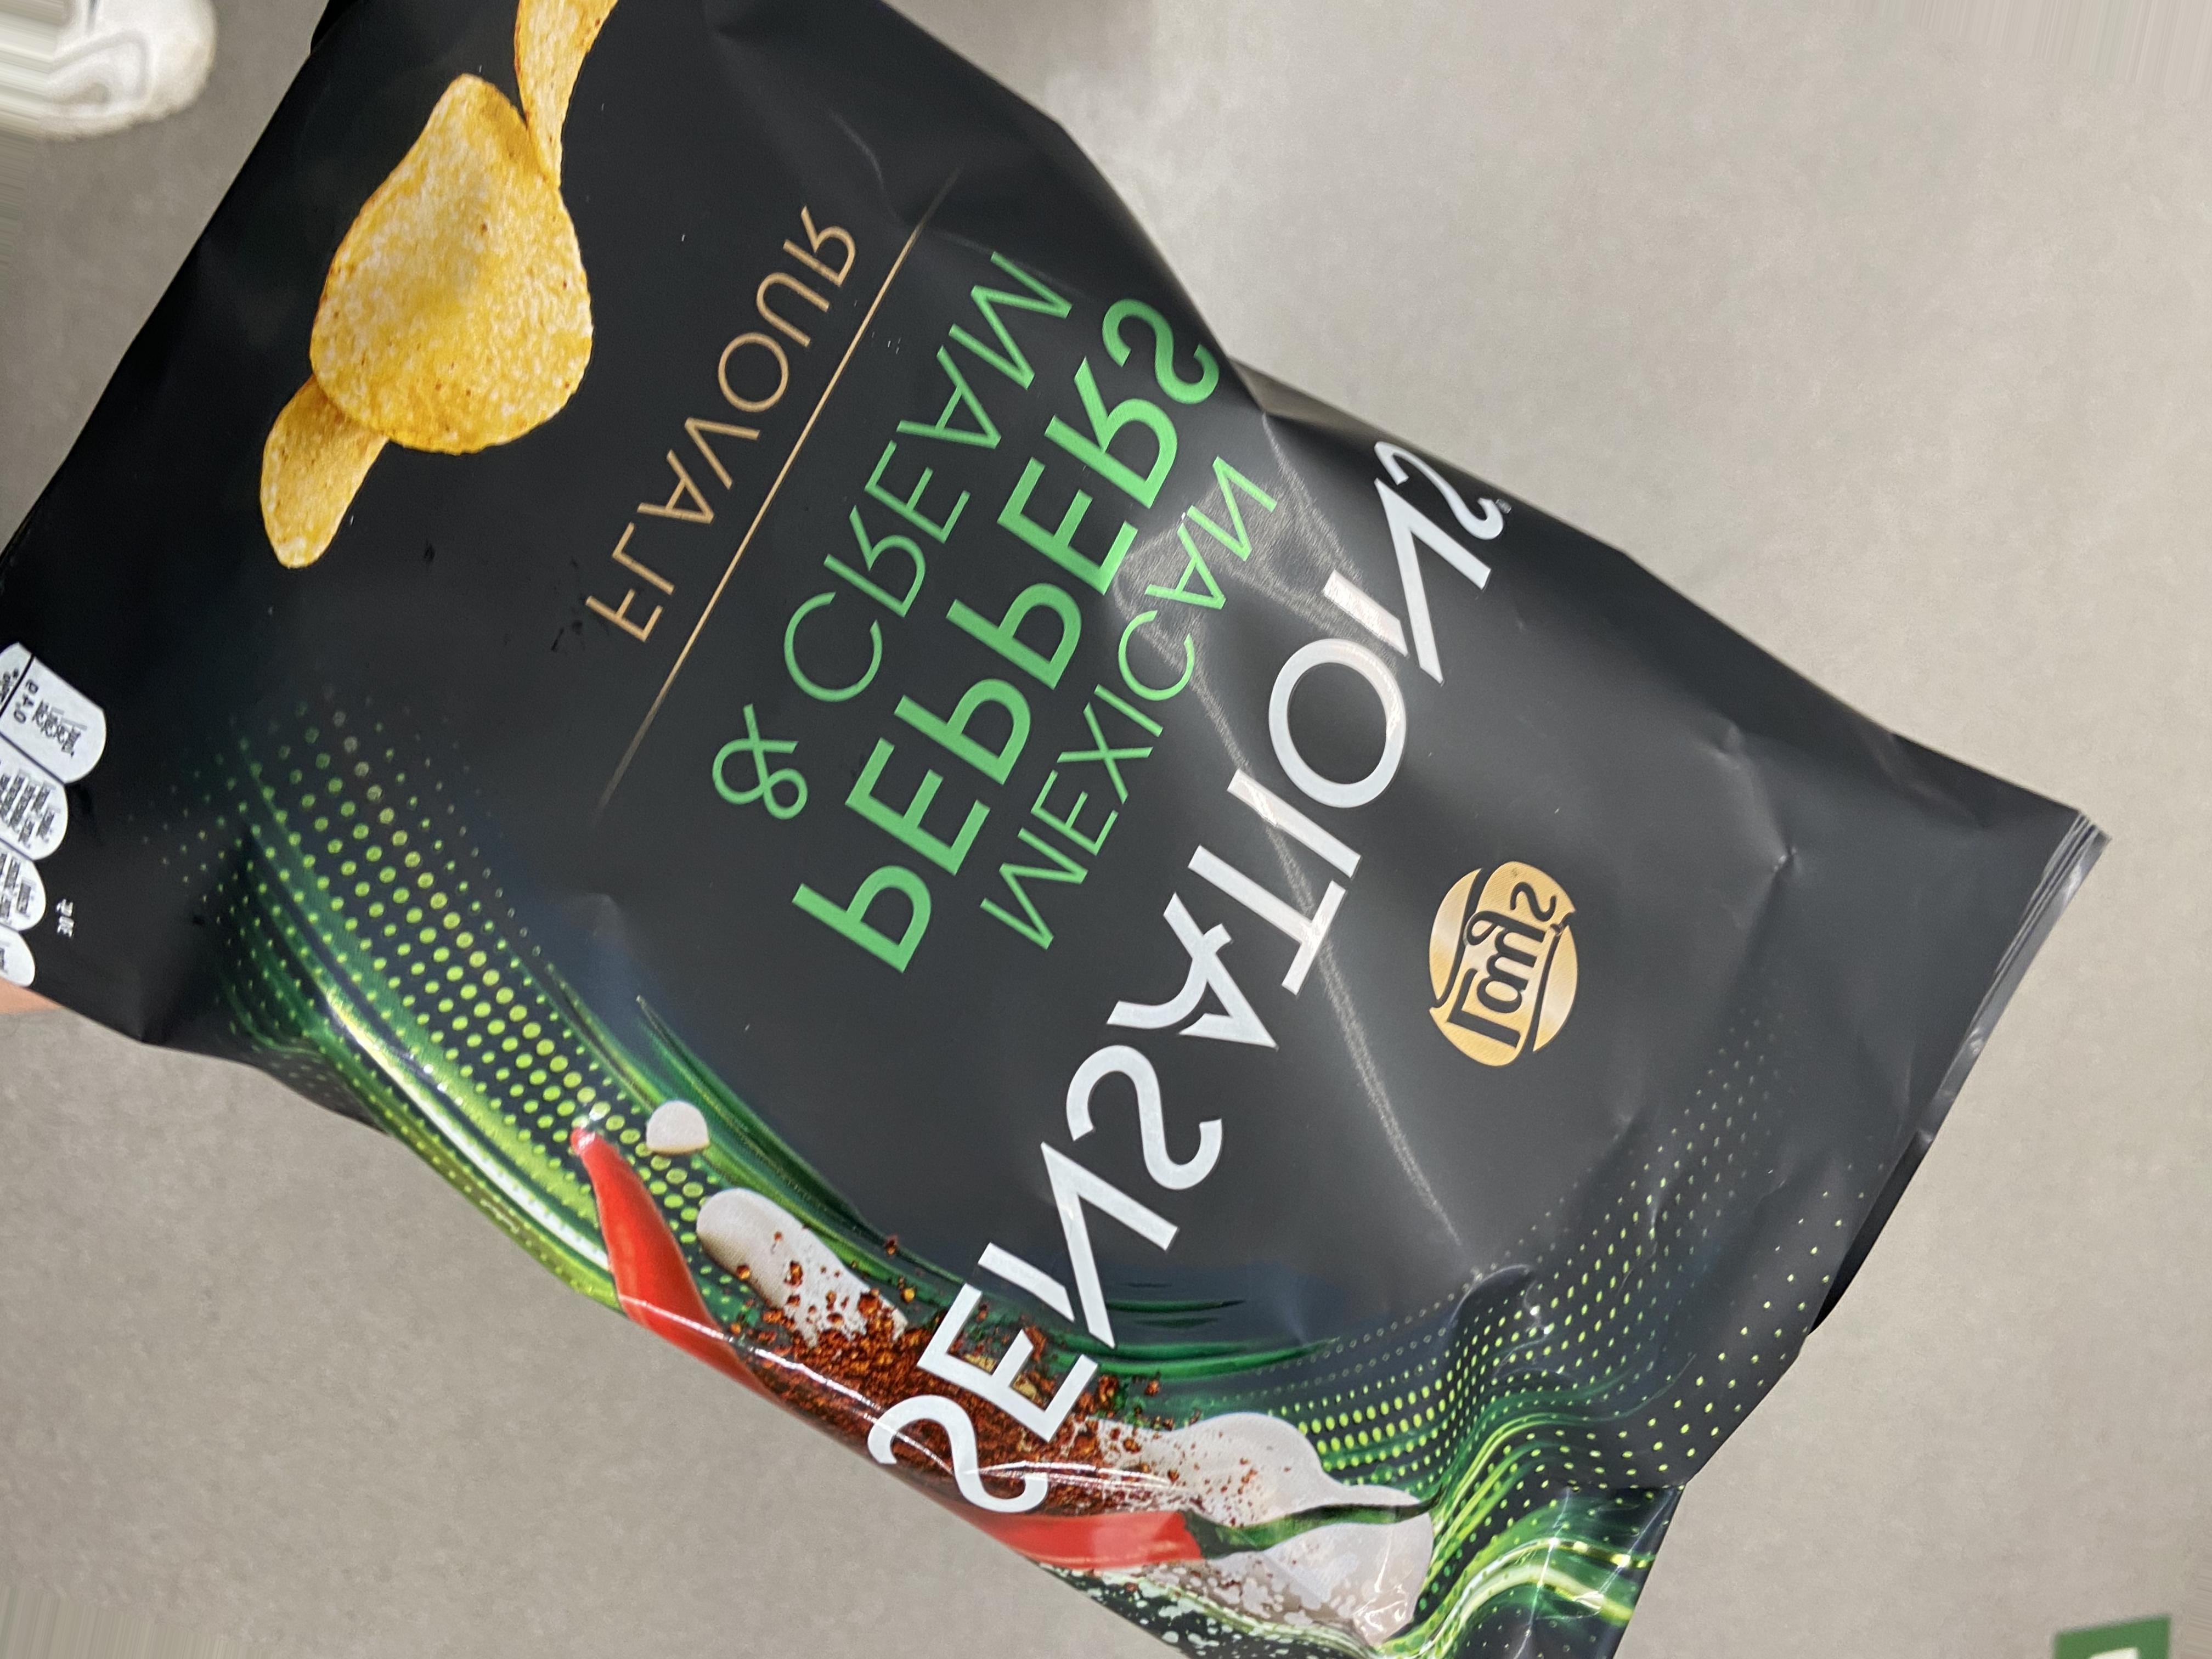 Lay's
SENSATIONS
MEXICAN
PEPPERS
& CREAM
FLAVOUR